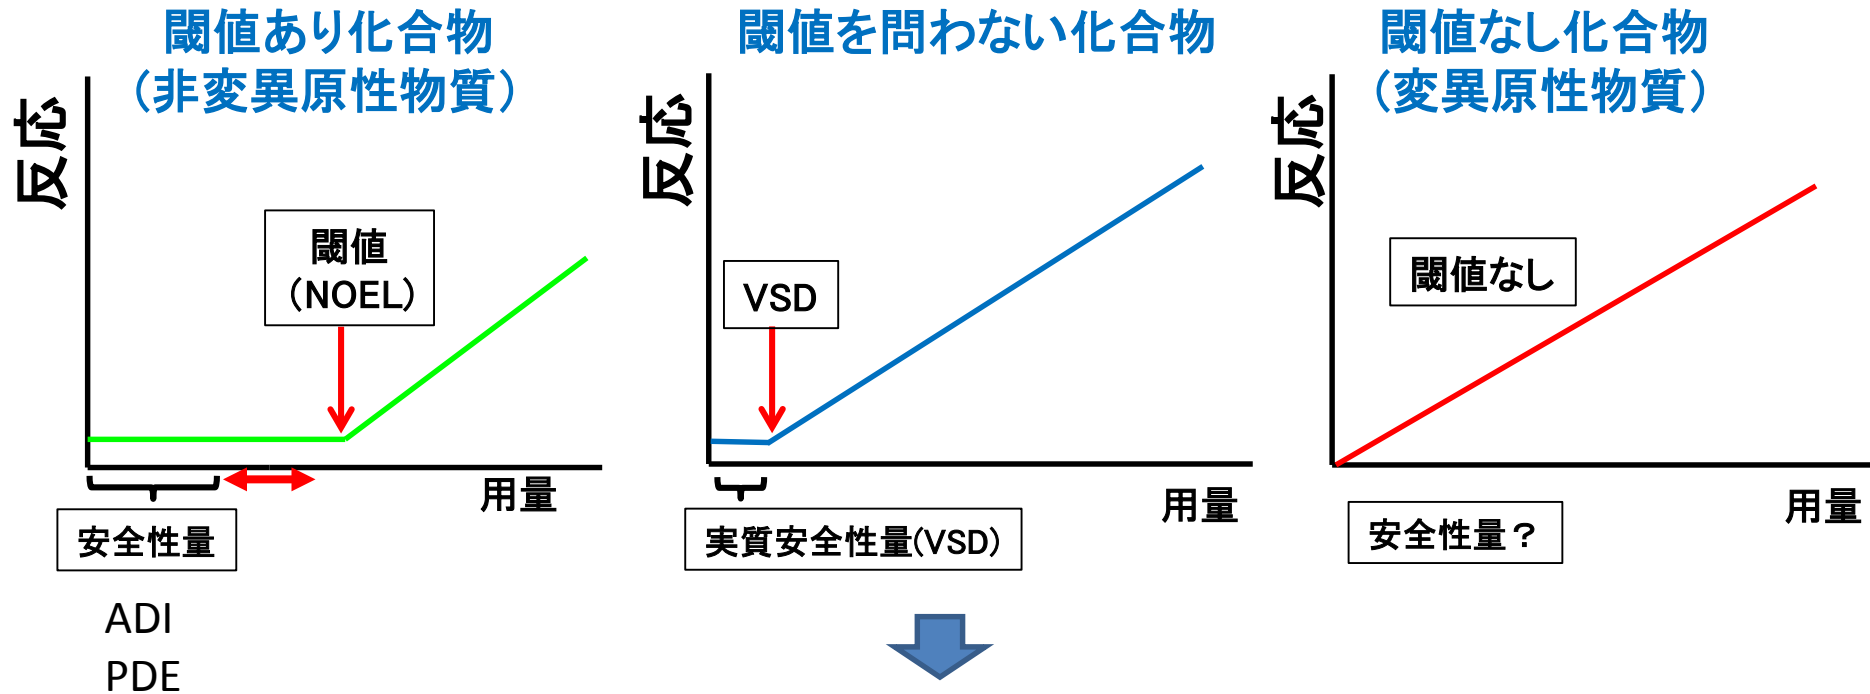 閾値あり化合物
（非変異原性物質）
反応
閾値
（NOEL）
用量
安全性量
ADI
PDE
閾値を問わない化合物
反応
VSD
用量
実質安全性量(VSD)
閾値なし化合物
（変異原性物質）
反応
閾値なし
用量
安全性量？